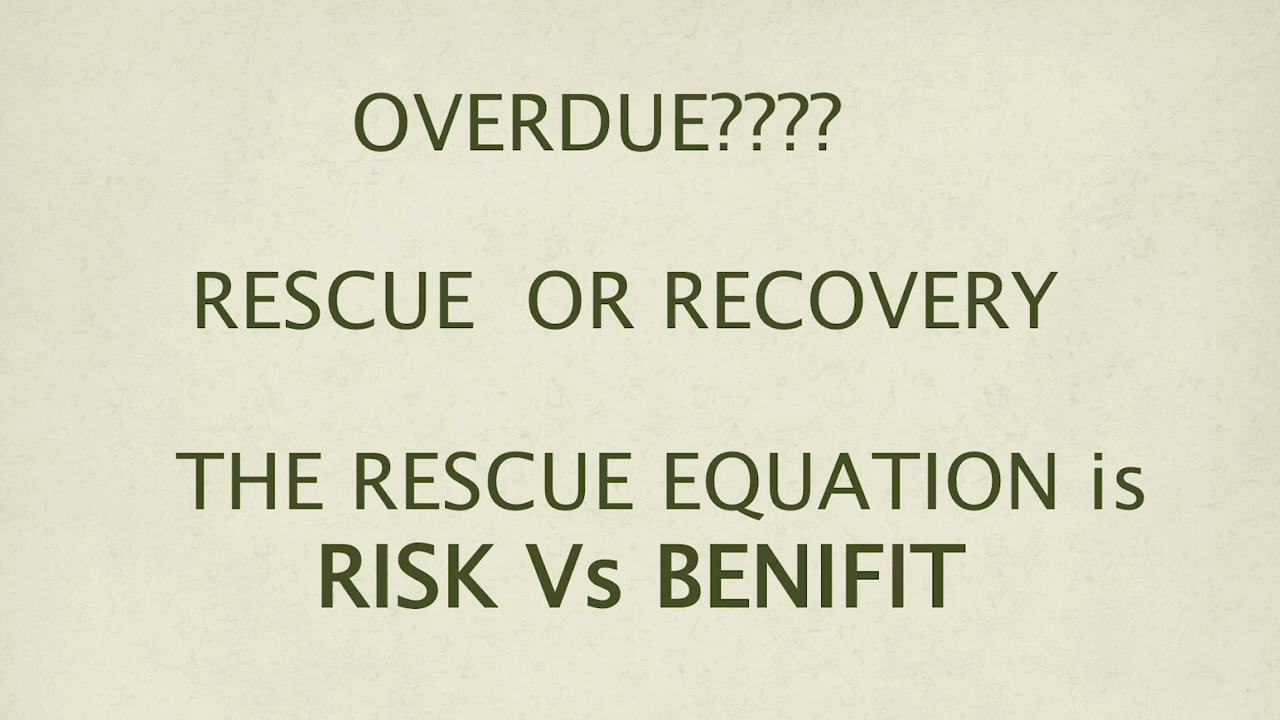 OVERDUE????
RESCUE OR RECOVERY
THE RESCUE EQUATION is
RISK Vs BENIFIT